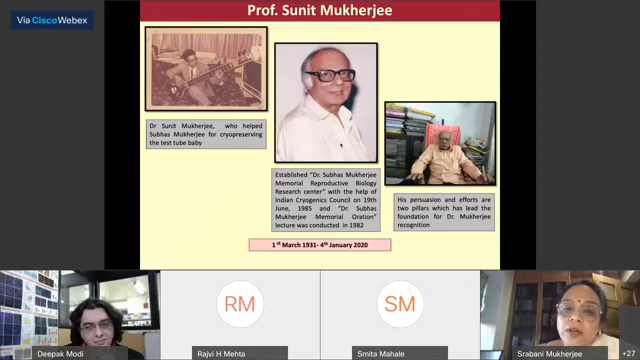 Via Cisco Webex
Prof. Sunit Mukherjee
Dr Sunit Mukherjee, who helped
Subhas Mukherjee for cryopreserving
the test tube baby
Established "Dr. Subhas Mukherjee
Memorial Reproductive Biology
Research center" with the help of
Indian Cryogenics Council on 19th
June, 1985 and "Dr. Subhas
Mukherjee Memorial Oration"
lecture was conducted in 1982
His persuasion and efforts are
two pillars which has lead the
foundation for Dr. Mukherjee
recognition
1st March 1931- 4th January 2020
RM
SM
Deepak Modi
Rajvi H Mehta
Smita Mahale
Srabani Mukherjee
+27